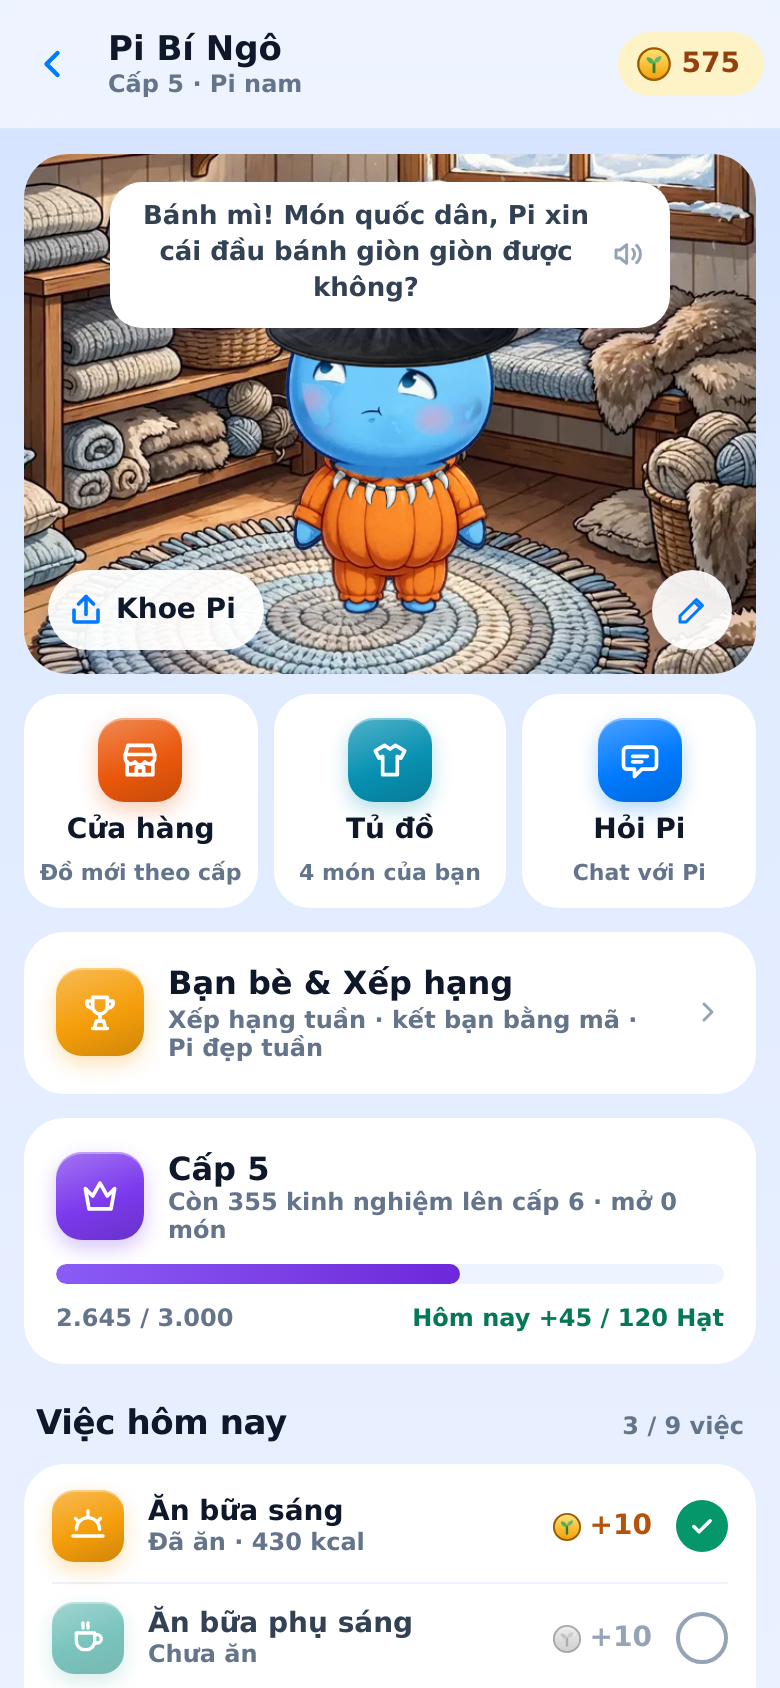 Pi Bí Ngô
Cấp 5 · Pi nam
575
Bánh mì! Món quốc dân, Pi xin
cái đầu bánh giòn giòn được
không?
Khoe Pi
Cửa hàng
Đồ mới theo cấp
Tủ đồ
4 món của bạn
Hỏi Pi
Chat với Pi
Bạn bè & Xếp hạng
Xếp hạng tuần · kết bạn bằng mã ·
Pi đẹp tuần
Cấp 5
Còn 355 kinh nghiệm lên cấp 6 · mở 0
món
2.645 / 3.000
Hôm nay +45 / 120 Hạt
Việc hôm nay
3 / 9 việc
Ăn bữa sáng
Đã ăn · 430 kcal
+10
Ăn bữa phụ sáng
Chưa ăn
+10